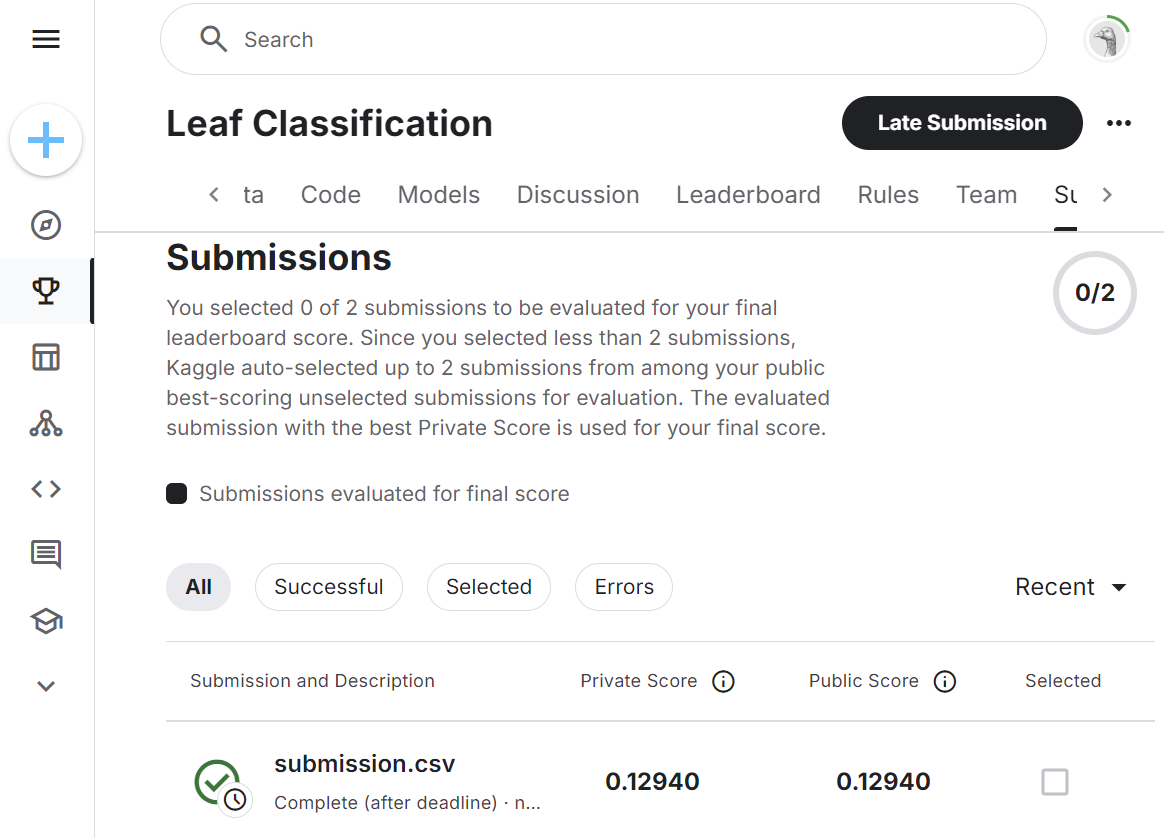 Search
Leaf Classification
Late Submission
ta Code Models Discussion Leaderboard Rules Team Su
Submissions
0/2
You selected 0 of 2 submissions to be evaluated for your final
leaderboard score. Since you selected less than 2 submissions,
Kaggle auto-selected up to 2 submissions from among your public
best-scoring unselected submissions for evaluation. The evaluated
submission with the best Private Score is used for your final score.
Submissions evaluated for final score
All Successful Selected Errors Recent
Submission and Description Private Score Public Score Selected
submission.csv
Complete (after deadline) · n...
0.12940 0.12940